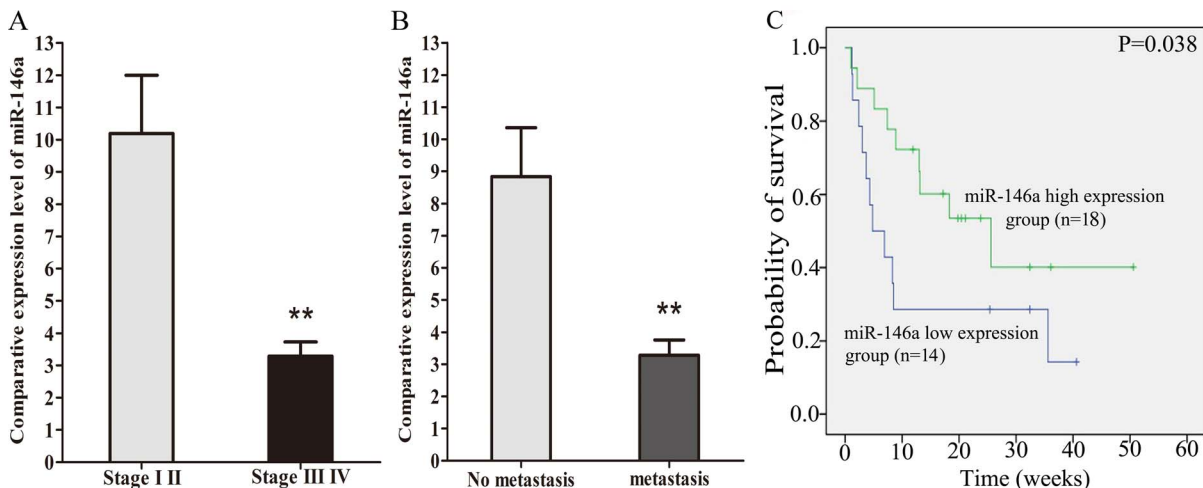 A
Comparative expression level of miR-146a
13
12
11
10
9
8
7
6
5
4
3
2
1
0
**
Stage I II
Stage III IV
B
Comparative expression level of miR-146a
13
12
11
10
9
8
7
6
5
4
3
2
1
0
**
No metastasis
metastasis
C
P=0.038
Probability of survival
1.0
0.8
0.6
0.4
0.2
0.0
miR-146a high expression
group (n=18)
miR-146a low expression
group (n=14)
0 10 20 30 40 50 60
Time (weeks)